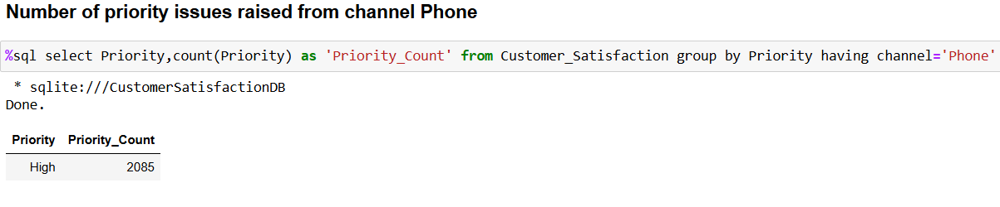 Number of priority issues raised from channel Phone
%sql select Priority,count(Priority) as 'Priority_Count' from Customer_Satisfaction group by Priority having channel='Phone'
* sqlite:///CustomerSatisfactionDB
Done.
Priority Priority_Count
High 2085